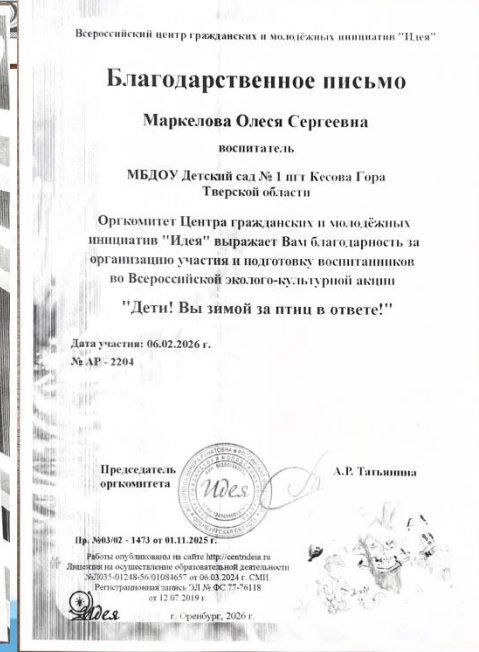 Всероссийский центр гражданских и молодёжных инициатив "Идея"
Благодарственное письмо
Маркелова Олеся Сергеевна
воспитатель
МБДОУ Детский сад № 1 пгт Кесова Гора
Тверской области
Оргкомитет Центра гражданских и молодёжных
инициатив "Идея" выражает Вам благодарность за
организацию участия и подготовку воспитанников
во Всероссийской эколого-культурной акции
"Дети! Вы зимой за птиц в ответе!"
Дата участия: 06.02.2026 г.
№ АР - 2204
Председатель
оргкомитета
Идея
А.Р. Татьянина
Пр. №03/02 - 1473 от 01.11.2025 г.
Работы опубликованы на сайте http://centrideia.ru
Лицензия на осуществление образовательной деятельности
№Л035-01248-56/01084657 от 06.03.2024 г. СМИ.
Регистрационная запись ЭЛ № ФС 77-76118
от 12.07.2019 г.
Идея
г. Оренбург, 2026 г.